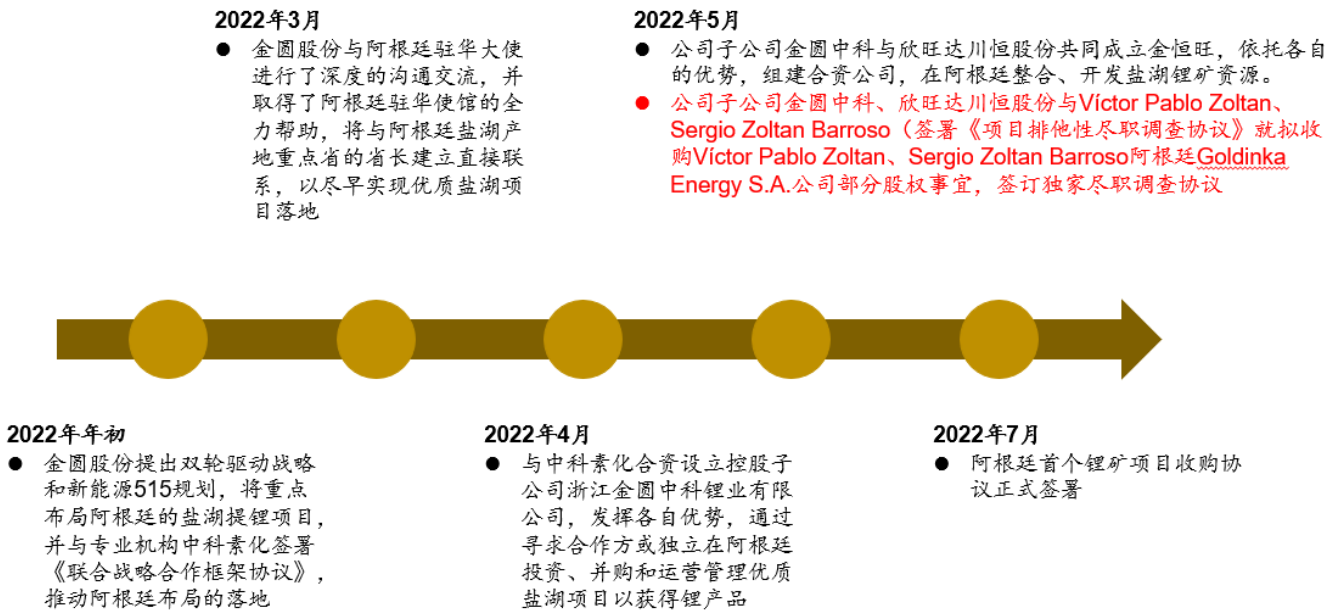 2022年3月
● 金圆股份与阿根廷驻华大使
进行了深度的沟通交流，并
取得了阿根廷驻华使馆的全
力帮助，将与阿根廷盐湖产
地重点省的省长建立直接联
系，以尽早实现优质盐湖项
目落地
2022年5月
● 公司子公司金圆中科与欣旺达川恒股份共同成立金恒旺，依托各自
的优势，组建合资公司，在阿根廷整合、开发盐湖锂矿资源。
● 公司子公司金圆中科、欣旺达川恒股份与Víctor Pablo Zoltan、
Sergio Zoltan Barroso（签署《项目排他性尽职调查协议》就拟收
购Víctor Pablo Zoltan、Sergio Zoltan Barroso阿根廷Goldinka
Energy S.A.公司部分股权事宜，签订独家尽职调查协议
2022年年初
● 金圆股份提出双轮驱动战略
和新能源515规划，将重点
布局阿根廷的盐湖提锂项目，
并与专业机构中科素化签署
《联合战略合作框架协议》，
推动阿根廷布局的落地
2022年4月
● 与中科素化合资设立控股子
公司浙江金圆中科锂业有限
公司，发挥各自优势，通过
寻求合作方或独立在阿根廷
投资、并购和运营管理优质
盐湖项目以获得锂产品
2022年7月
● 阿根廷首个锂矿项目收购协
议正式签署